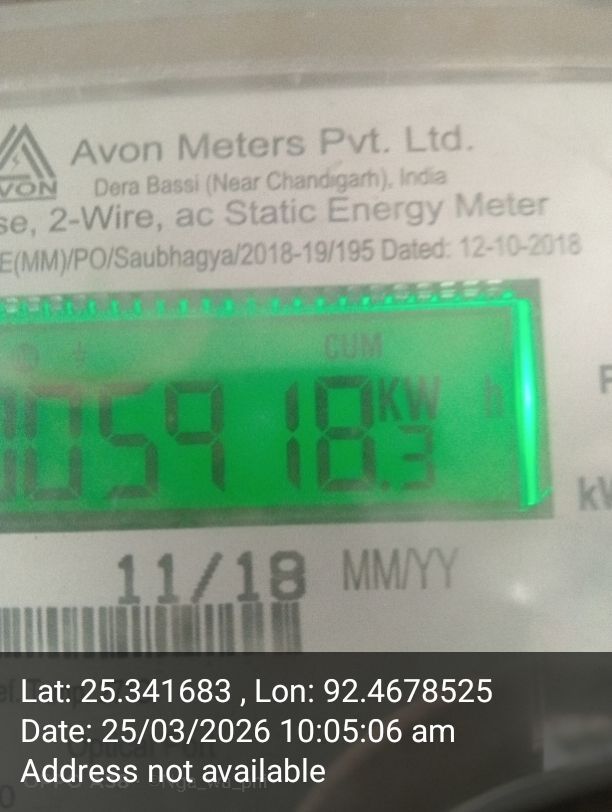 Avon Meters Pvt. Ltd.
VON
Dera Bassi (Near Chandigarh), India
se, 2-Wire, ac Static Energy Meter
E(MM)/PO/Saubhagya/2018-19/195 Dated: 12-10-2018
CUM
005918.3 KW h
11/18 MM/YY
Lat: 25.341683 , Lon: 92.4678525
Date: 25/03/2026 10:05:06 am
Address not available